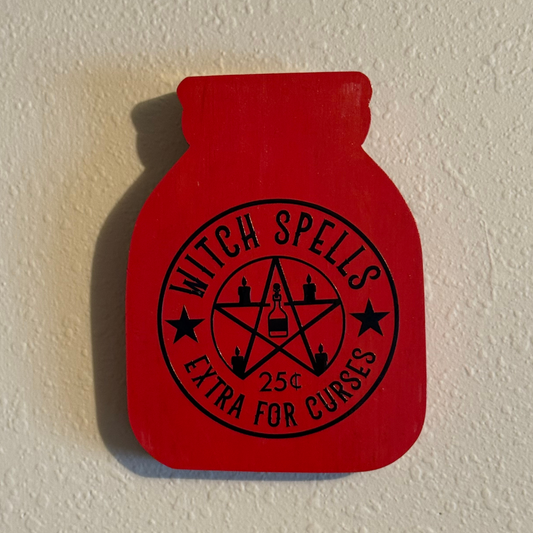 WITCH SPELLS
25¢
EXTRA FOR CURSES